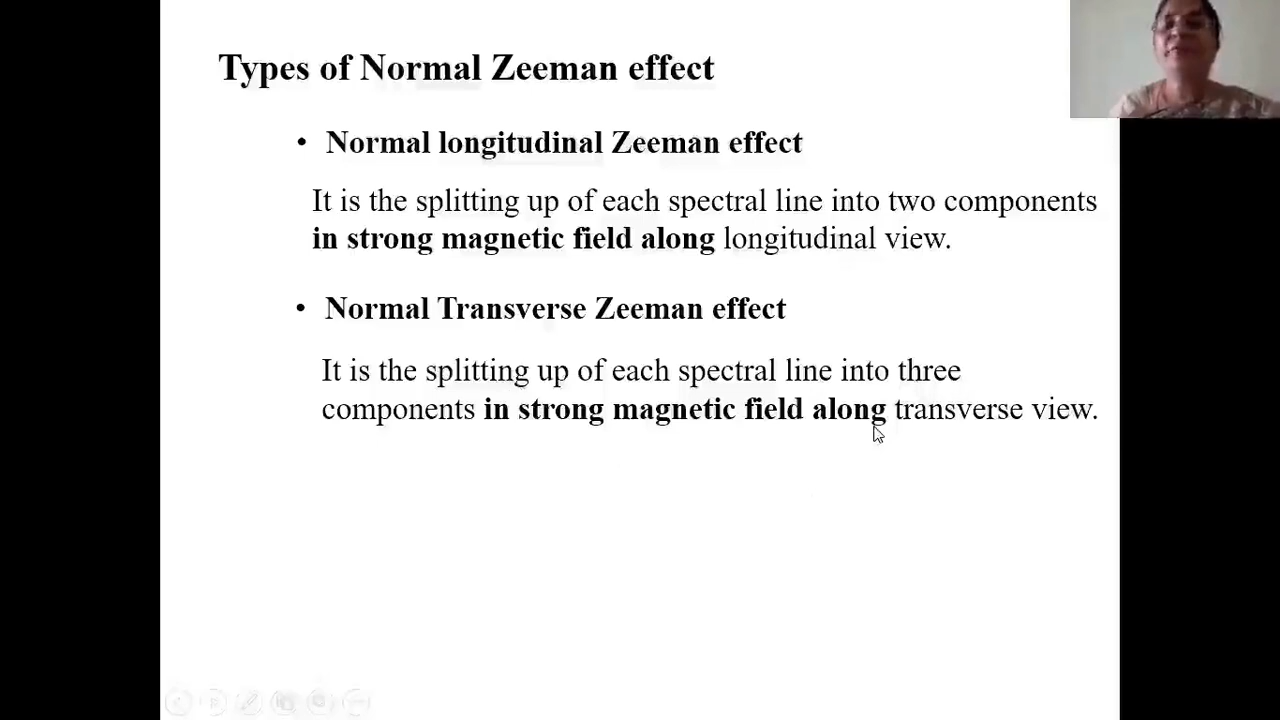 Types of Normal Zeeman effect
• Normal longitudinal Zeeman effect
It is the splitting up of each spectral line into two components
in strong magnetic field along longitudinal view.
• Normal Transverse Zeeman effect
It is the splitting up of each spectral line into three
components in strong magnetic field along transverse view.